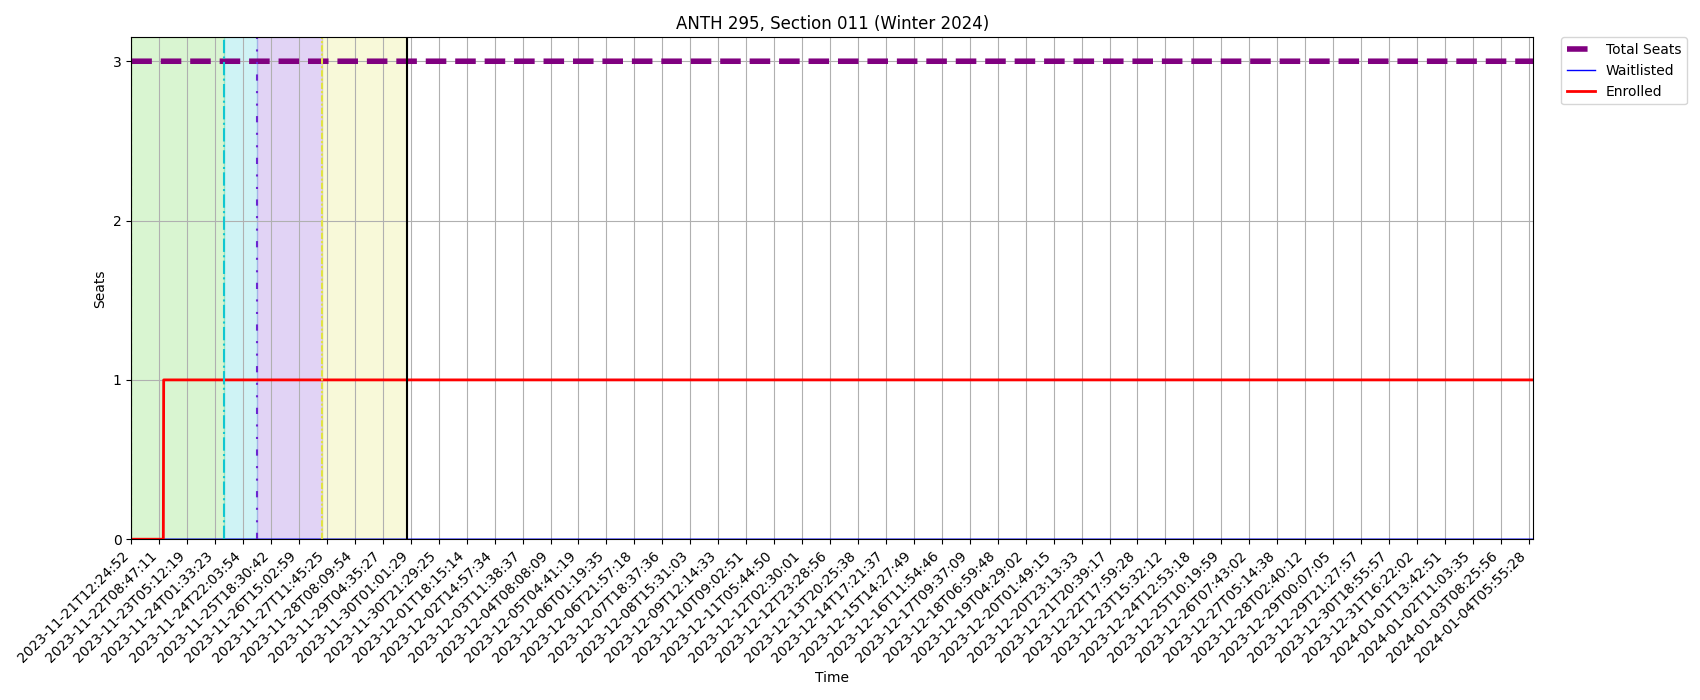 ANTH 295, Section 011 (Winter 2024)
Total Seats
Waitlisted
Enrolled
Seats
3
2
1
0
2023-11-21T12:24:52
2023-11-22T08:47:11
2023-11-23T05:12:19
2023-11-24T01:33:23
2023-11-24T22:03:54
2023-11-25T18:30:42
2023-11-26T15:02:59
2023-11-27T11:45:25
2023-11-28T08:09:54
2023-11-29T04:35:27
2023-11-30T01:01:29
2023-11-30T21:29:25
2023-12-01T18:15:14
2023-12-02T14:57:34
2023-12-03T11:38:37
2023-12-04T08:08:09
2023-12-05T04:41:19
2023-12-06T01:19:35
2023-12-06T21:57:18
2023-12-07T18:37:36
2023-12-08T15:31:03
2023-12-09T12:14:33
2023-12-10T09:02:51
2023-12-11T05:44:50
2023-12-12T02:30:01
2023-12-12T23:28:56
2023-12-13T20:25:38
2023-12-14T17:21:37
2023-12-15T14:27:49
2023-12-16T11:54:46
2023-12-17T09:37:09
2023-12-18T06:59:48
2023-12-19T04:29:02
2023-12-20T01:49:15
2023-12-20T23:13:33
2023-12-21T20:39:17
2023-12-22T17:59:28
2023-12-23T15:32:12
2023-12-24T12:53:18
2023-12-25T10:19:59
2023-12-26T07:43:02
2023-12-27T05:14:38
2023-12-28T02:40:12
2023-12-29T00:07:05
2023-12-29T21:27:57
2023-12-30T18:55:57
2023-12-31T16:22:02
2024-01-01T13:42:51
2024-01-02T11:03:35
2024-01-03T08:25:56
2024-01-04T05:55:28
Time